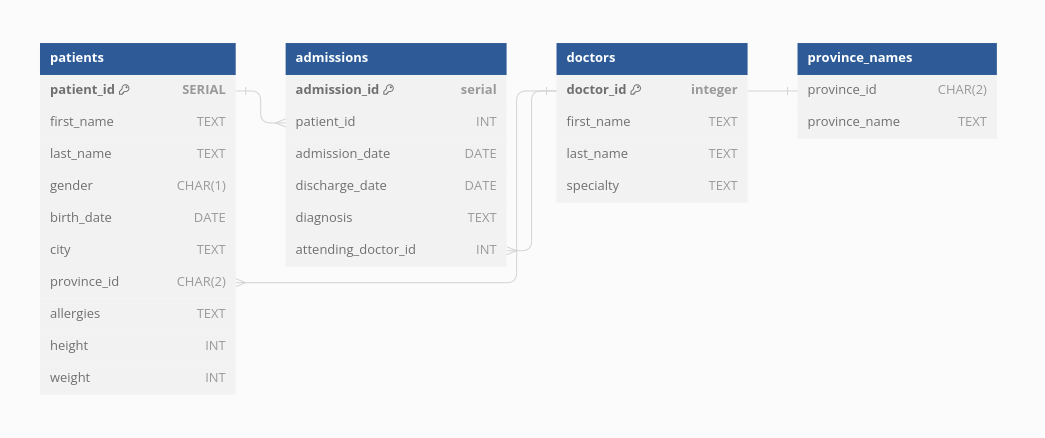 patients
patient_id SERIAL
first_name TEXT
last_name TEXT
gender CHAR(1)
birth_date DATE
city TEXT
province_id CHAR(2)
allergies TEXT
height INT
weight INT
admissions
admission_id serial
patient_id INT
admission_date DATE
discharge_date DATE
diagnosis TEXT
attending_doctor_id INT
doctors
doctor_id integer
first_name TEXT
last_name TEXT
specialty TEXT
province_names
province_id CHAR(2)
province_name TEXT